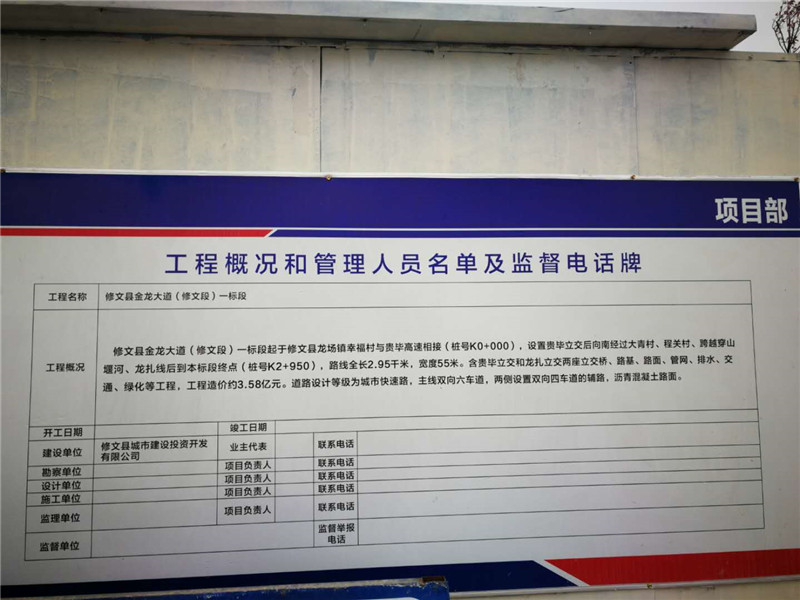 项目部
工程概况和管理人员名单及监督电话牌
工程名称 修文县金龙大道（修文段）一标段
工程概况
修文县金龙大道（修文段）一标段起于修文县龙场镇幸福村与贵毕高速相接（桩号K0+000），设置贵毕立交后向南经过大青村、程关村、跨越穿山
堰河、龙扎线后到本标段终点（桩号K2+950），路线全长2.95千米，宽度55米。含贵毕立交和龙扎立交两座立交桥、路基、路面、管网、排水、交
通、绿化等工程，工程造价约3.58亿元。道路设计等级为城市快速路，主线双向六车道，两侧设置双向四车道的辅路，沥青混凝土路面。
开工日期 竣工日期
建设单位 修文县城市建设投资开发
有限公司 业主代表 联系电话
勘察单位 项目负责人 联系电话
设计单位 项目负责人 联系电话
施工单位 项目负责人 联系电话
监理单位 项目负责人 联系电话
监督单位 监督举报
电话